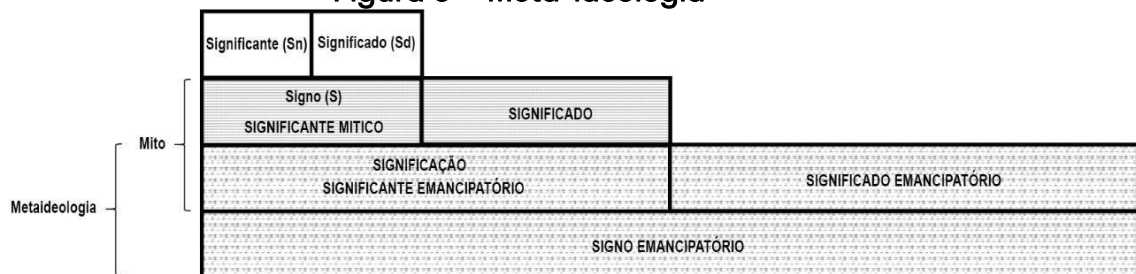 Figura – Meta-ideologia
Significante (Sn) Significado (Sd)
Signo (S)
SIGNIFICANTE MITICO
SIGNIFICADO
Mito
SIGNIFICAÇÃO
SIGNIFICANTE EMANCIPATÓRIO
SIGNIFICADO EMANCIPATÓRIO
Metaideologia
SIGNO EMANCIPATÓRIO